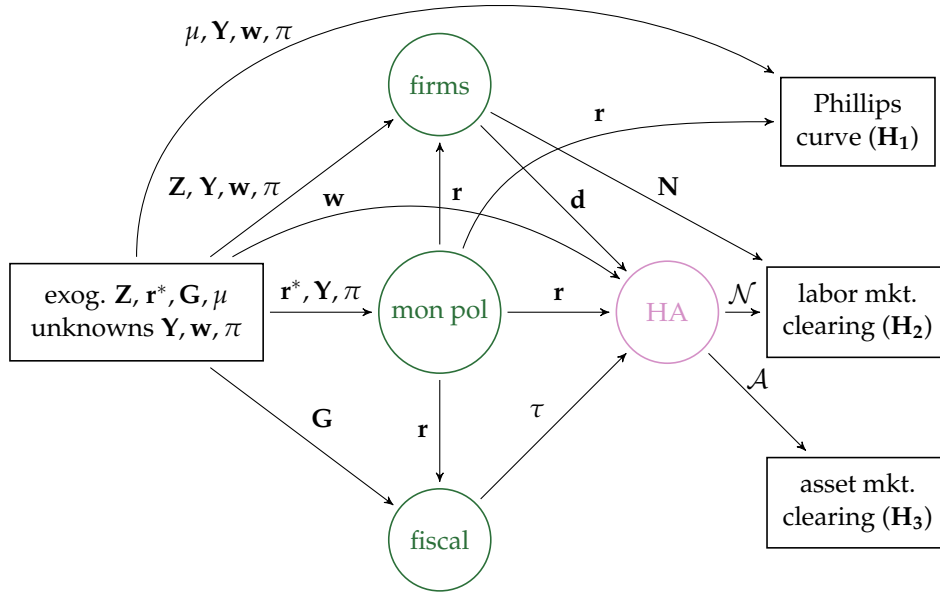 μ, Y, w, π
firms
Phillips
curve (H₁)
r
Z, Y, w, π
w
r
d
N
exog. Z, r*, G, μ
unknowns Y, w, π
r*, Y, π
mon pol
r
HA
𝒩
labor mkt.
clearing (H₂)
G
r
τ
𝒜
fiscal
asset mkt.
clearing (H₃)